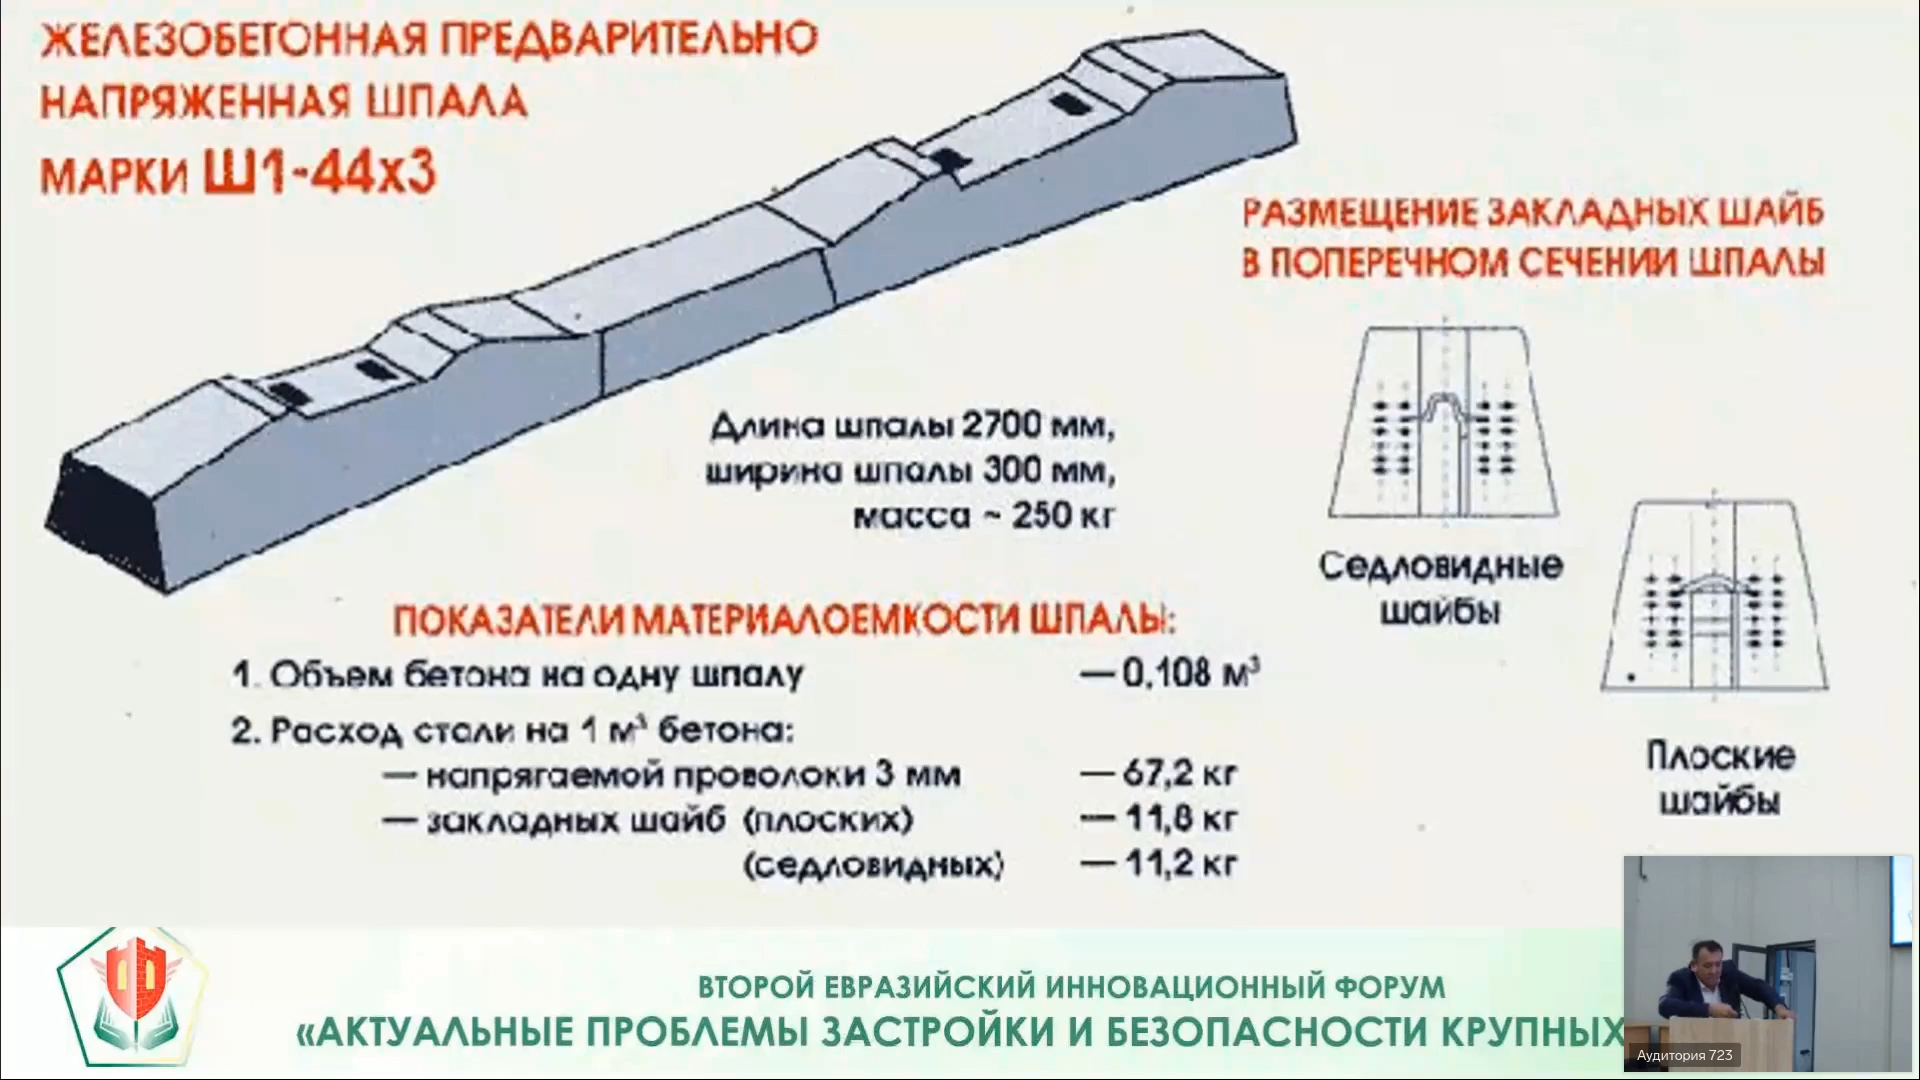 ЖЕЛЕЗОБЕТОННАЯ ПРЕДВАРИТЕЛЬНО
НАПРЯЖЕННАЯ ШПАЛА
МАРКИ Ш1-44х3
РАЗМЕЩЕНИЕ ЗАКЛАДНЫХ ШАЙБ
В ПОПЕРЕЧНОМ СЕЧЕНИИ ШПАЛЫ
Длина шпалы 2700 мм,
ширина шпалы 300 мм,
масса ~ 250 кг
Седловидные
шайбы
Плоские
шайбы
ПОКАЗАТЕЛИ МАТЕРИАЛОЕМКОСТИ ШПАЛЫ:
1. Объем бетона на одну шпалу — 0,108 м³
2. Расход стали на 1 м³ бетона:
— напрягаемой проволоки 3 мм — 67,2 кг
— закладных шайб (плоских) — 11,8 кг
(седловидных) — 11,2 кг
ВТОРОЙ ЕВРАЗИЙСКИЙ ИННОВАЦИОННЫЙ ФОРУМ
«АКТУАЛЬНЫЕ ПРОБЛЕМЫ ЗАСТРОЙКИ И БЕЗОПАСНОСТИ КРУПНЫХ
Аудитория 723